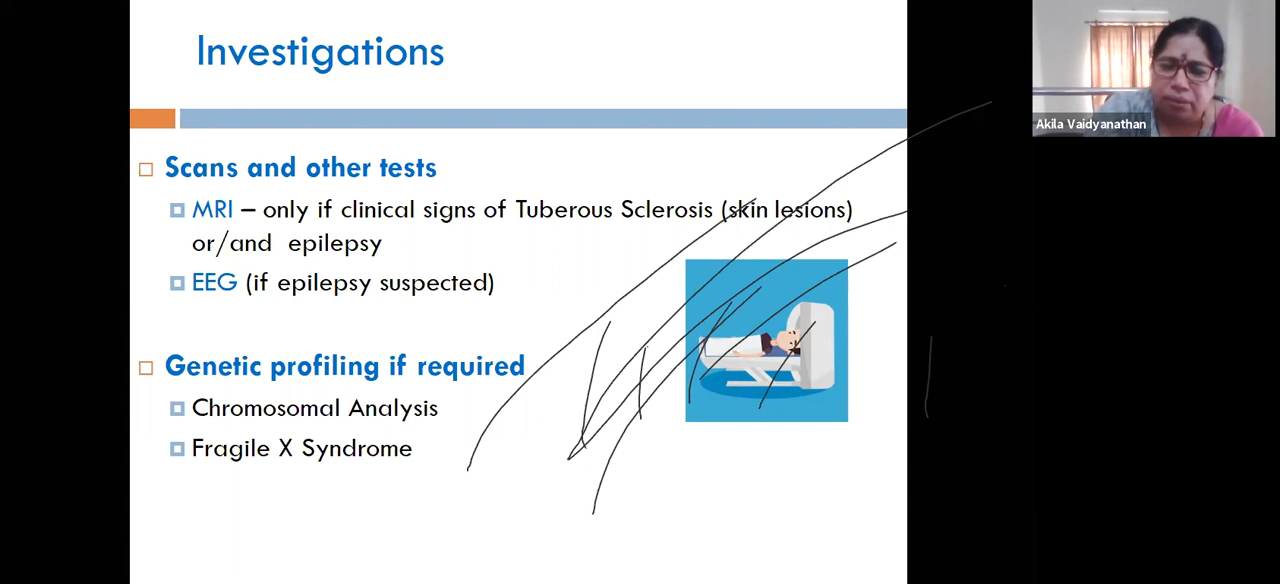 Investigations
Scans and other tests
MRI – only if clinical signs of Tuberous Sclerosis (skin lesions)
or/and epilepsy
EEG (if epilepsy suspected)
Genetic profiling if required
Chromosomal Analysis
Fragile X Syndrome
Akila Vaidyanathan